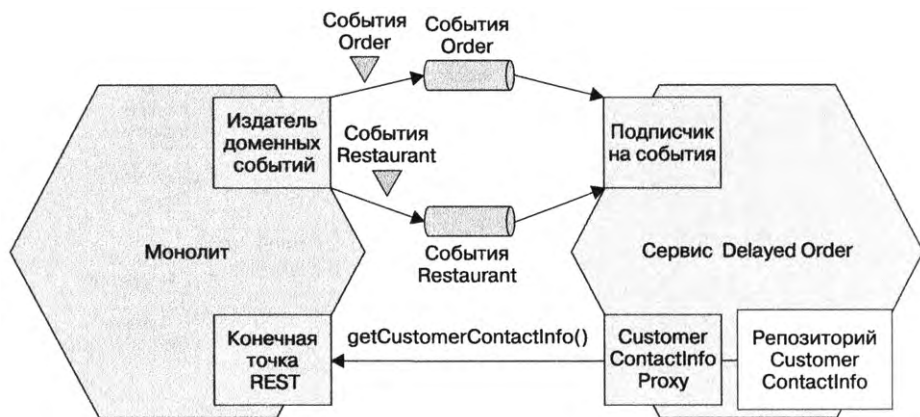 События
Order
События
Order
Издатель
доменных
событий
События
Restaurant
Подписчик
на события
Монолит
События
Restaurant
Сервис Delayed Order
Конечная
точка
REST
getCustomerContactInfo()
Customer
ContactInfo
Proxy
Репозиторий
Customer
ContactInfo